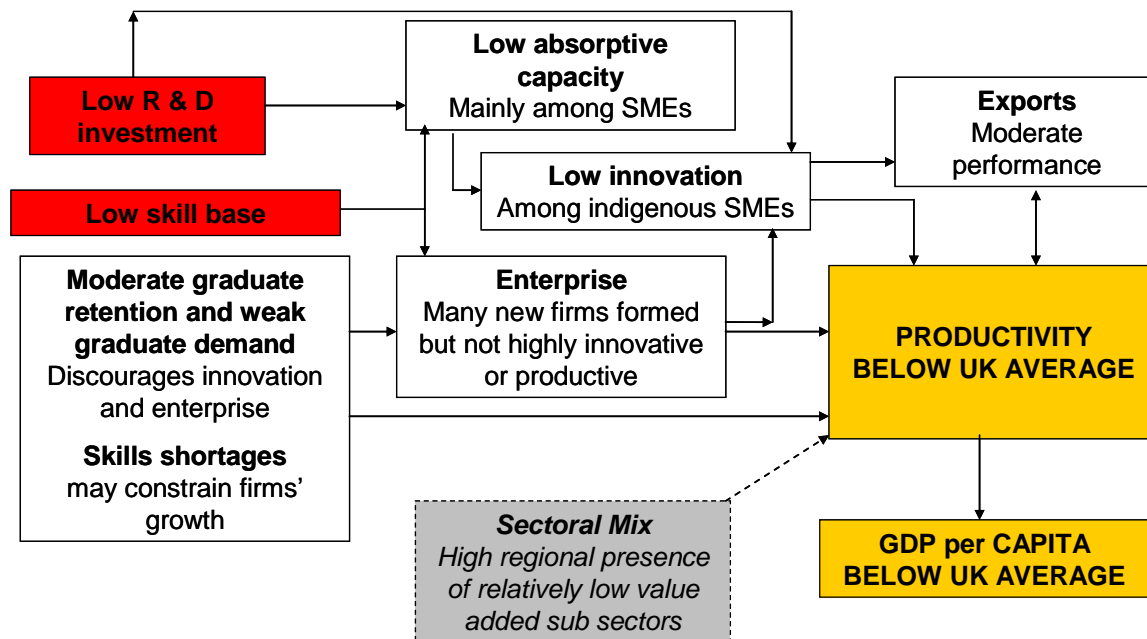 Low absorptive
capacity
Mainly among SMEs
Low R & D
investment
Exports
Moderate
performance
Low innovation
Among indigenous SMEs
Low skill base
Moderate graduate
retention and weak
graduate demand
Discourages innovation
and enterprise
Skills shortages
may constrain firms’
growth
Enterprise
Many new firms formed
but not highly innovative
or productive
PRODUCTIVITY
BELOW UK AVERAGE
Sectoral Mix
High regional presence
of relatively low value
added sub sectors
GDP per CAPITA
BELOW UK AVERAGE